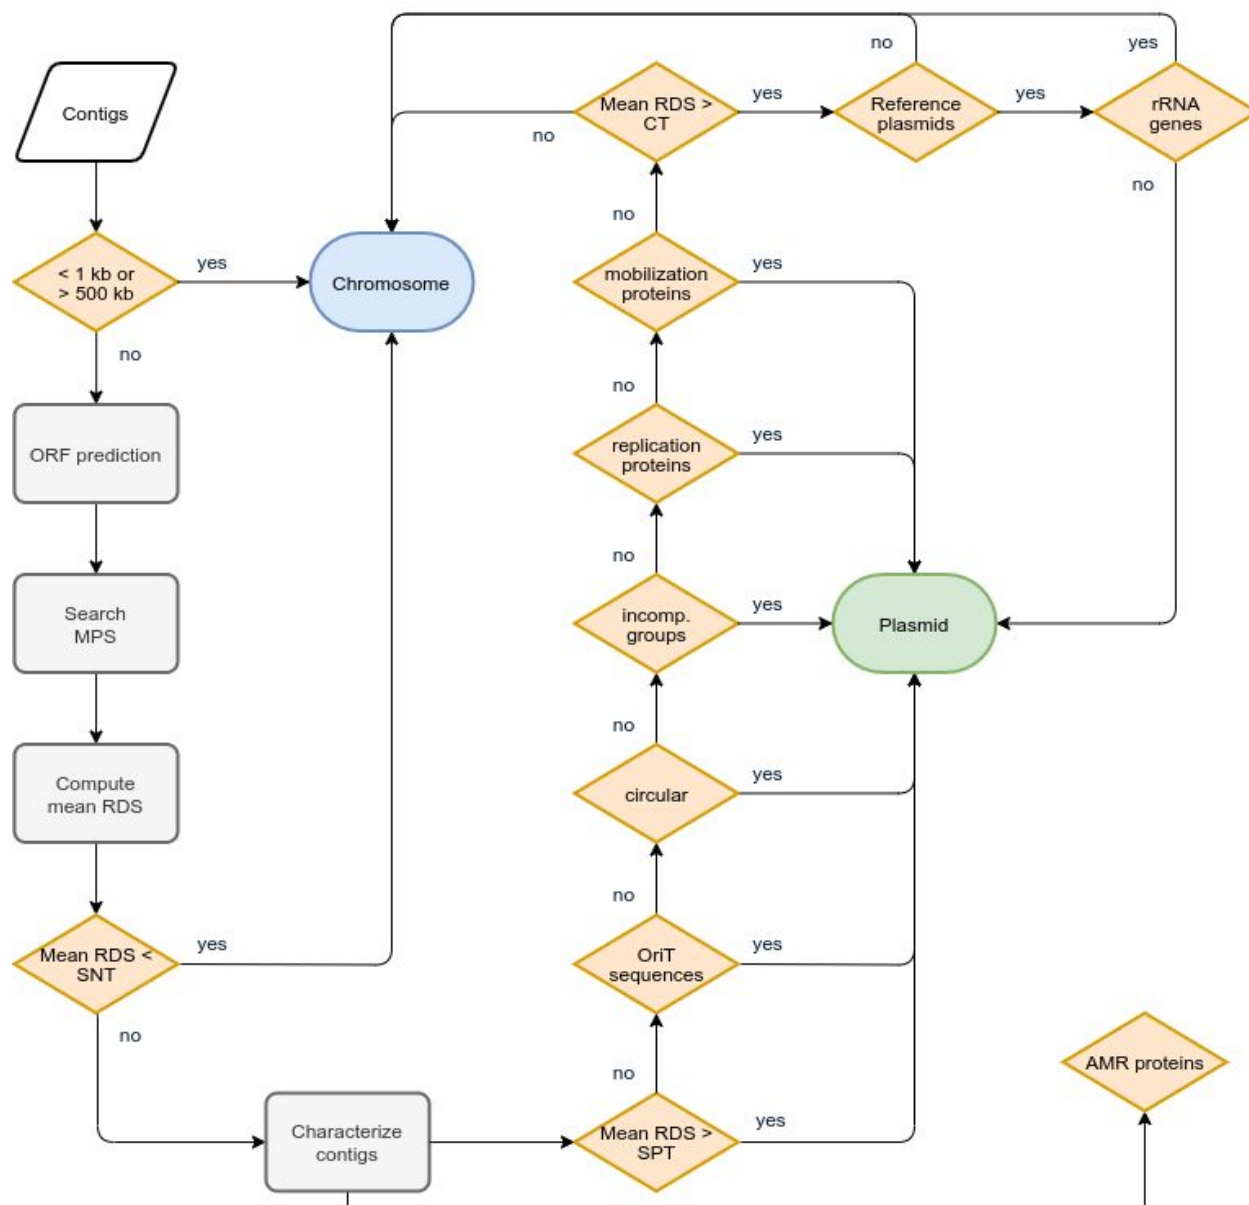 no
yes
Contigs
Mean RDS >
CT
yes
Reference
plasmids
yes
rRNA
genes
no
no
no
< 1 kb or
> 500 kb
yes
Chromosome
mobilization
proteins
yes
no
no
ORF prediction
replication
proteins
yes
no
Search
MPS
incomp.
groups
yes
Plasmid
no
Compute
mean RDS
circular
yes
no
Mean RDS <
SNT
yes
OriT
sequences
yes
no
no
AMR proteins
Characterize
contigs
Mean RDS >
SPT
yes